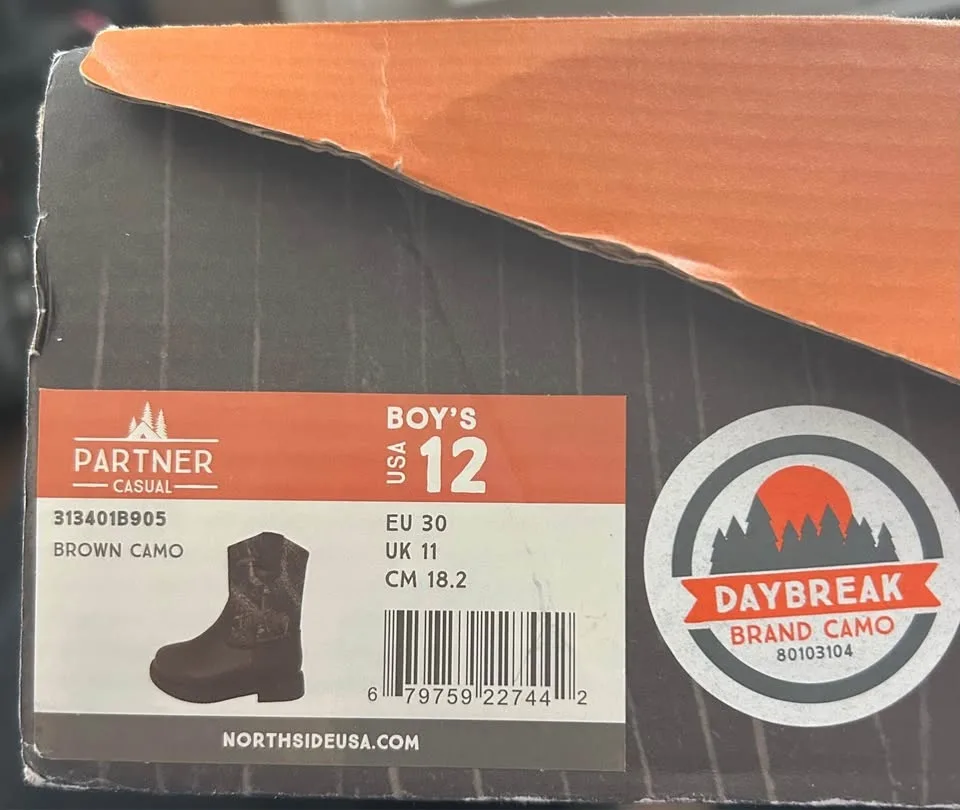 PARTNER
CASUAL
BOY'S
USA 12
313401B905
BROWN CAMO
EU 30
UK 11
CM 18.2
6 79759 22744 2
NORTHSIDEUSA.COM
DAYBREAK
BRAND CAMO
80103104